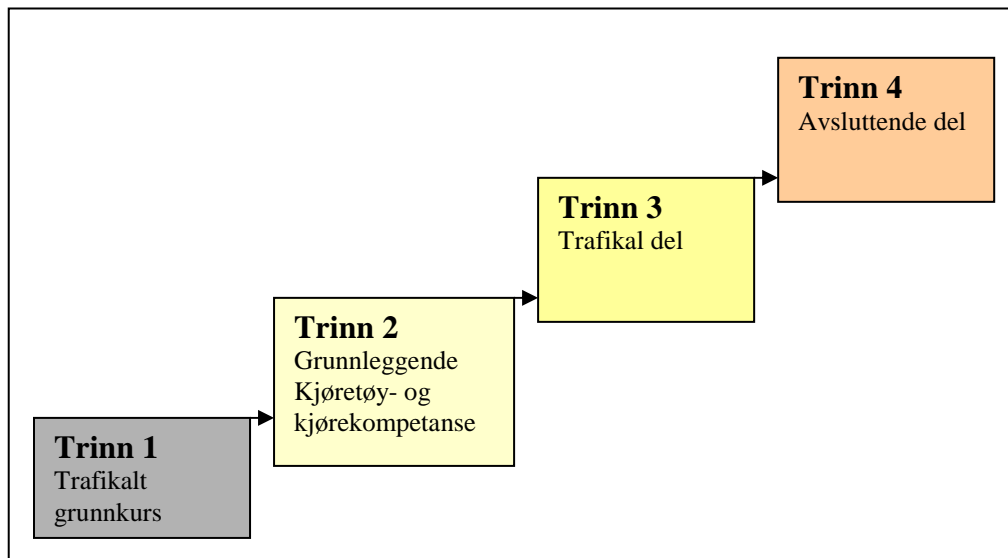 Trinn 4
Avsluttende del
Trinn 3
Trafikal del
Trinn 2
Grunnleggende
Kjøretøy- og
kjørekompetanse
Trinn 1
Trafikalt
grunnkurs